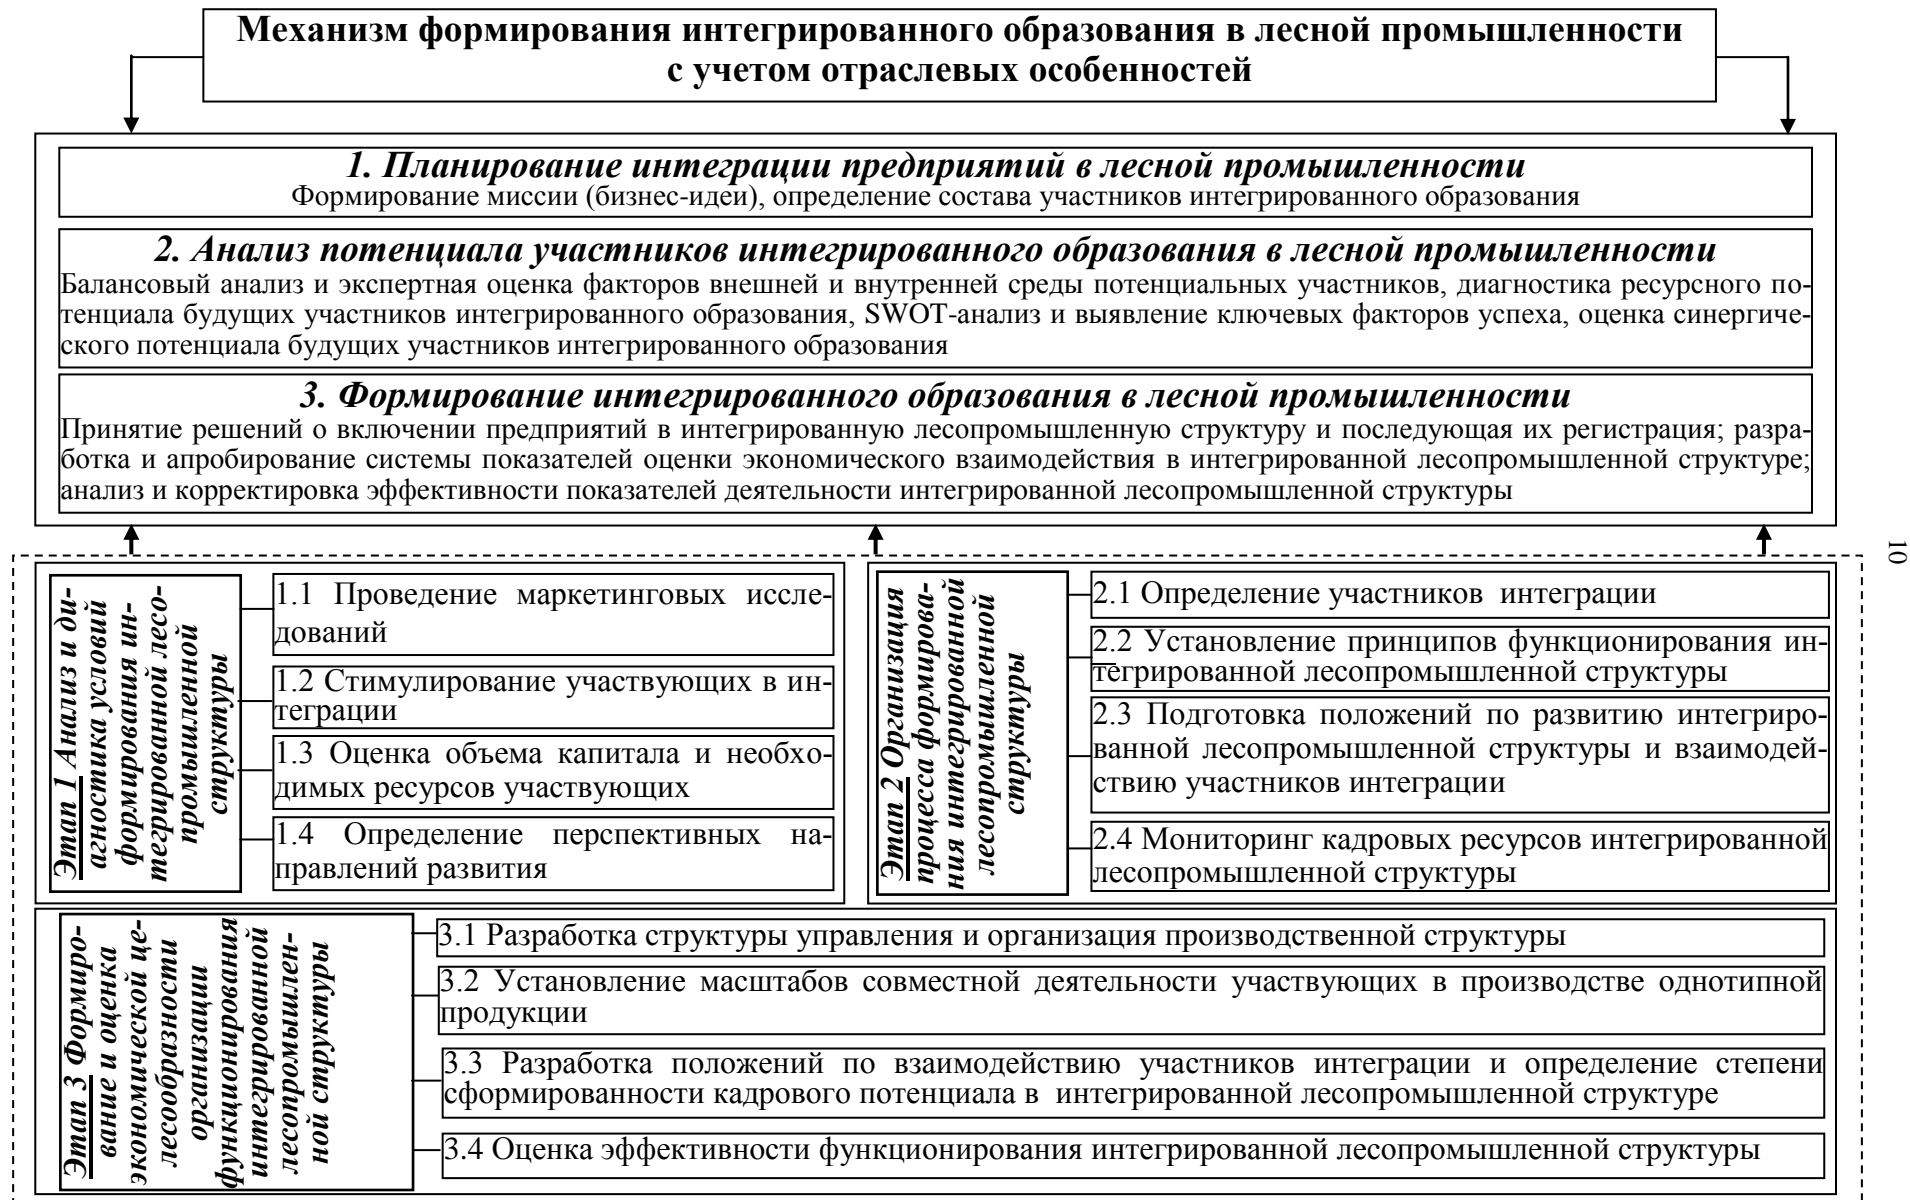 Механизм формирования интегрированного образования в лесной промышленности
с учетом отраслевых особенностей
1. Планирование интеграции предприятий в лесной промышленности
Формирование миссии (бизнес-идеи), определение состава участников интегрированного образования
2. Анализ потенциала участников интегрированного образования в лесной промышленности
Балансовый анализ и экспертная оценка факторов внешней и внутренней среды потенциальных участников, диагностика ресурсного по-
тенциала будущих участников интегрированного образования, SWOT-анализ и выявление ключевых факторов успеха, оценка синергиче-
ского потенциала будущих участников интегрированного образования
3. Формирование интегрированного образования в лесной промышленности
Принятие решений о включении предприятий в интегрированную лесопромышленную структуру и последующая их регистрация; разра-
ботка и апробирование системы показателей оценки экономического взаимодействия в интегрированной лесопромышленной структуре;
анализ и корректировка эффективности показателей деятельности интегрированной лесопромышленной структуры
10
Этап 1 Анализ и ди-
агностика условий
формирования ин-
тегрированной лесо-
промышленной
структуры
1.1 Проведение маркетинговых иссле-
дований
1.2 Стимулирование участвующих в ин-
теграции
1.3 Оценка объема капитала и необхо-
димых ресурсов участвующих
1.4 Определение перспективных на-
правлений развития
Этап 2 Организация
процесса формирова-
ния интегрированной
лесопромышленной
структуры
2.1 Определение участников интеграции
2.2 Установление принципов функционирования ин-
тегрированной лесопромышленной структуры
2.3 Подготовка положений по развитию интегриро-
ванной лесопромышленной структуры и взаимодей-
ствию участников интеграции
2.4 Мониторинг кадровых ресурсов интегрированной
лесопромышленной структуры
Этап 3 Формиро-
вание и оценка
экономической це-
лесообразности
организации
функционирования
интегрированной
лесопромышлен-
ной структуры
3.1 Разработка структуры управления и организация производственной структуры
3.2 Установление масштабов совместной деятельности участвующих в производстве однотипной
продукции
3.3 Разработка положений по взаимодействию участников интеграции и определение степени
сформированности кадрового потенциала в интегрированной лесопромышленной структуре
3.4 Оценка эффективности функционирования интегрированной лесопромышленной структуры